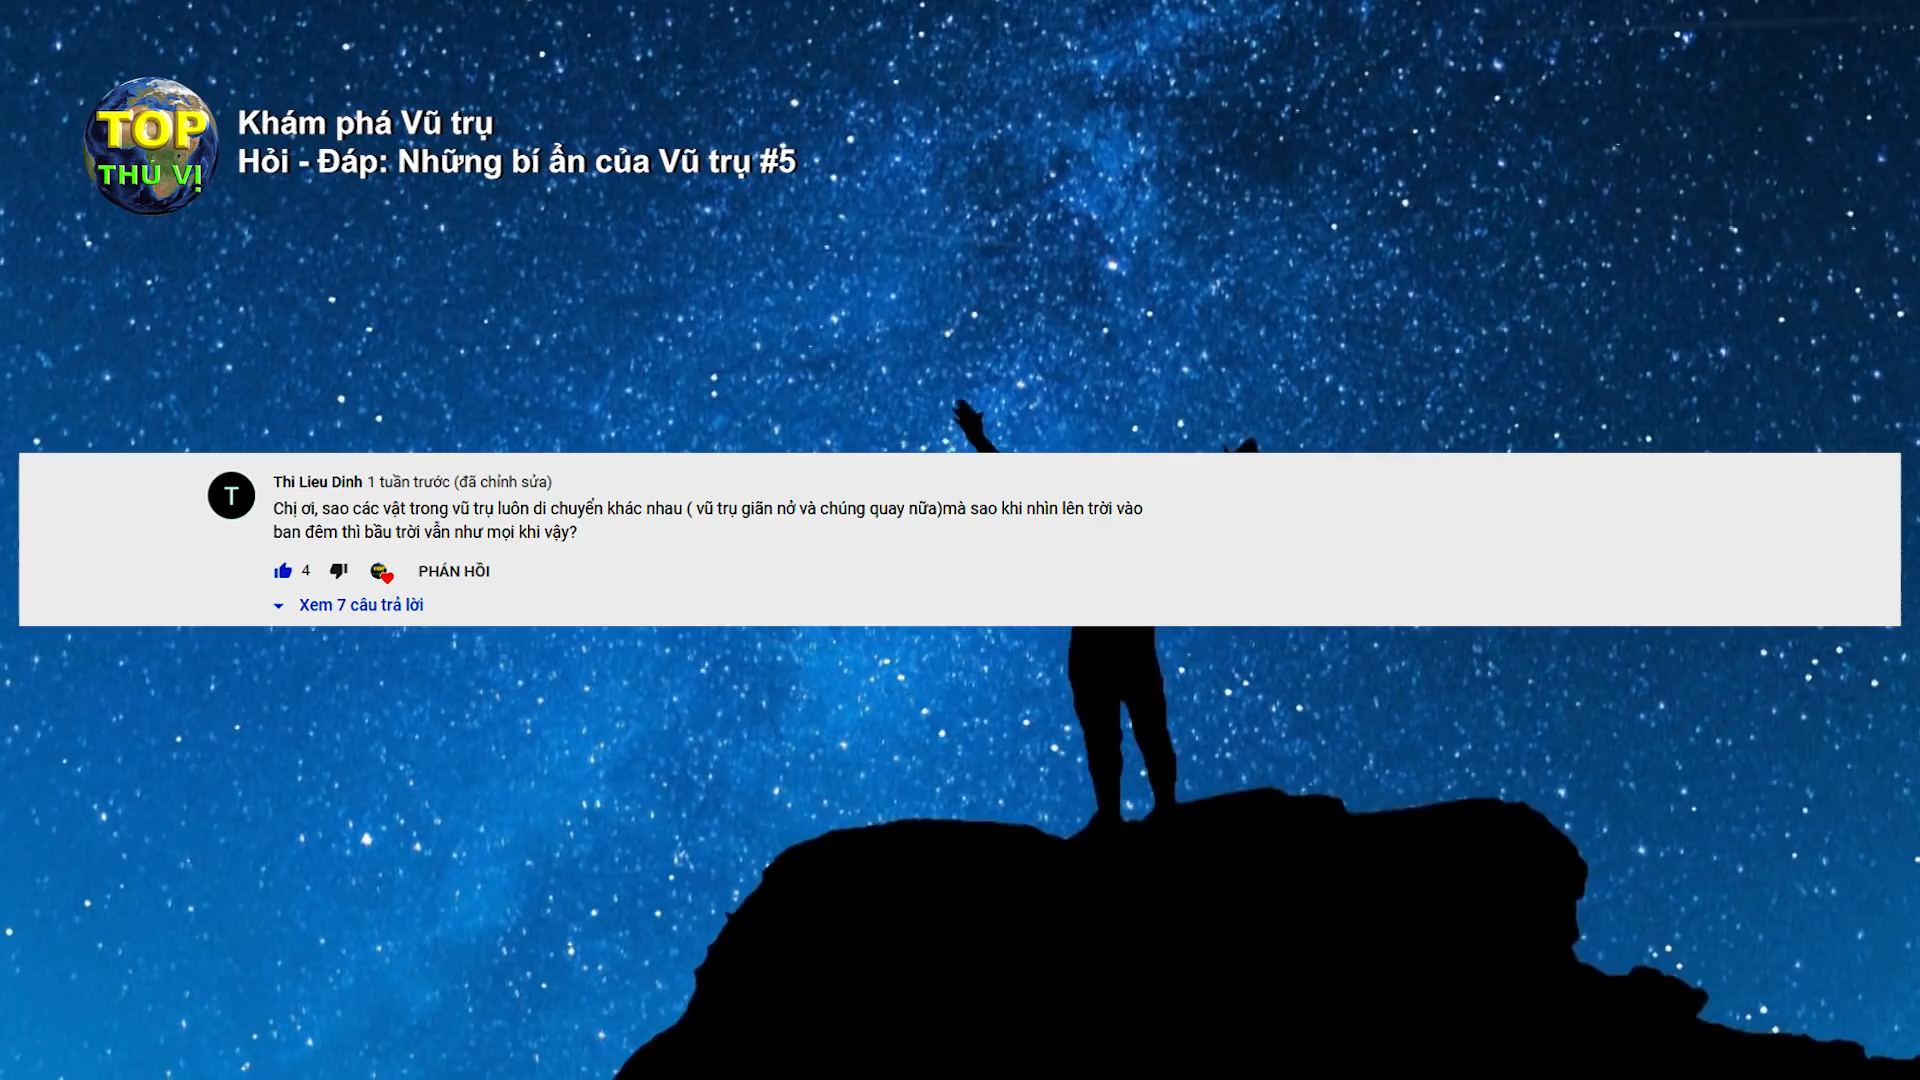 TOP
THÚ VỊ
Khám phá Vũ trụ
Hỏi - Đáp: Những bí ẩn của Vũ trụ #5
T
Thi Lieu Dinh 1 tuần trước (đã chỉnh sửa)
Chị ơi, sao các vật trong vũ trụ luôn di chuyển khác nhau ( vũ trụ giãn nở và chúng quay nữa)mà sao khi nhìn lên trời vào
ban đêm thì bầu trời vẫn như mọi khi vậy?
4
PHẢN HỒI
Xem 7 câu trả lời